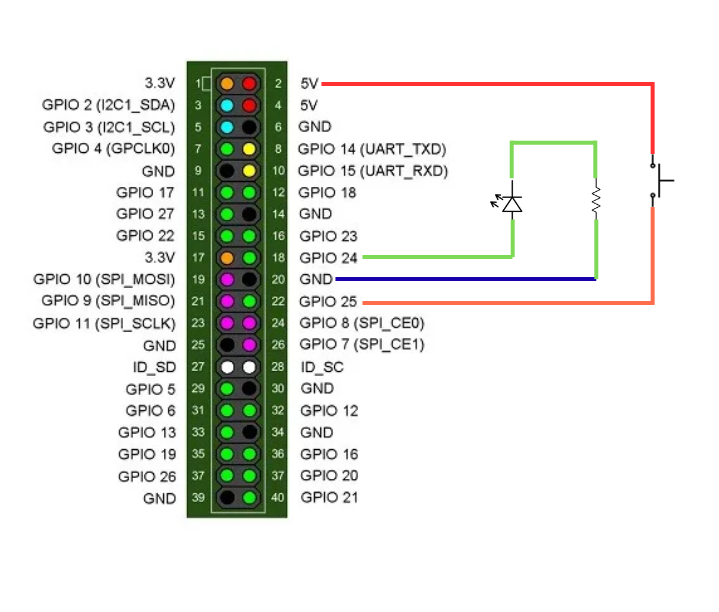 3.3V 1 2 5V
GPIO 2 (I2C1_SDA) 3 4 5V
GPIO 3 (I2C1_SCL) 5 6 GND
GPIO 4 (GPCLK0) 7 8 GPIO 14 (UART_TXD)
GND 9 10 GPIO 15 (UART_RXD)
GPIO 17 11 12 GPIO 18
GPIO 27 13 14 GND
GPIO 22 15 16 GPIO 23
3.3V 17 18 GPIO 24
GPIO 10 (SPI_MOSI) 19 20 GND
GPIO 9 (SPI_MISO) 21 22 GPIO 25
GPIO 11 (SPI_SCLK) 23 24 GPIO 8 (SPI_CE0)
GND 25 26 GPIO 7 (SPI_CE1)
ID_SD 27 28 ID_SC
GPIO 5 29 30 GND
GPIO 6 31 32 GPIO 12
GPIO 13 33 34 GND
GPIO 19 35 36 GPIO 16
GPIO 26 37 37 GPIO 20
GND 39 40 GPIO 21